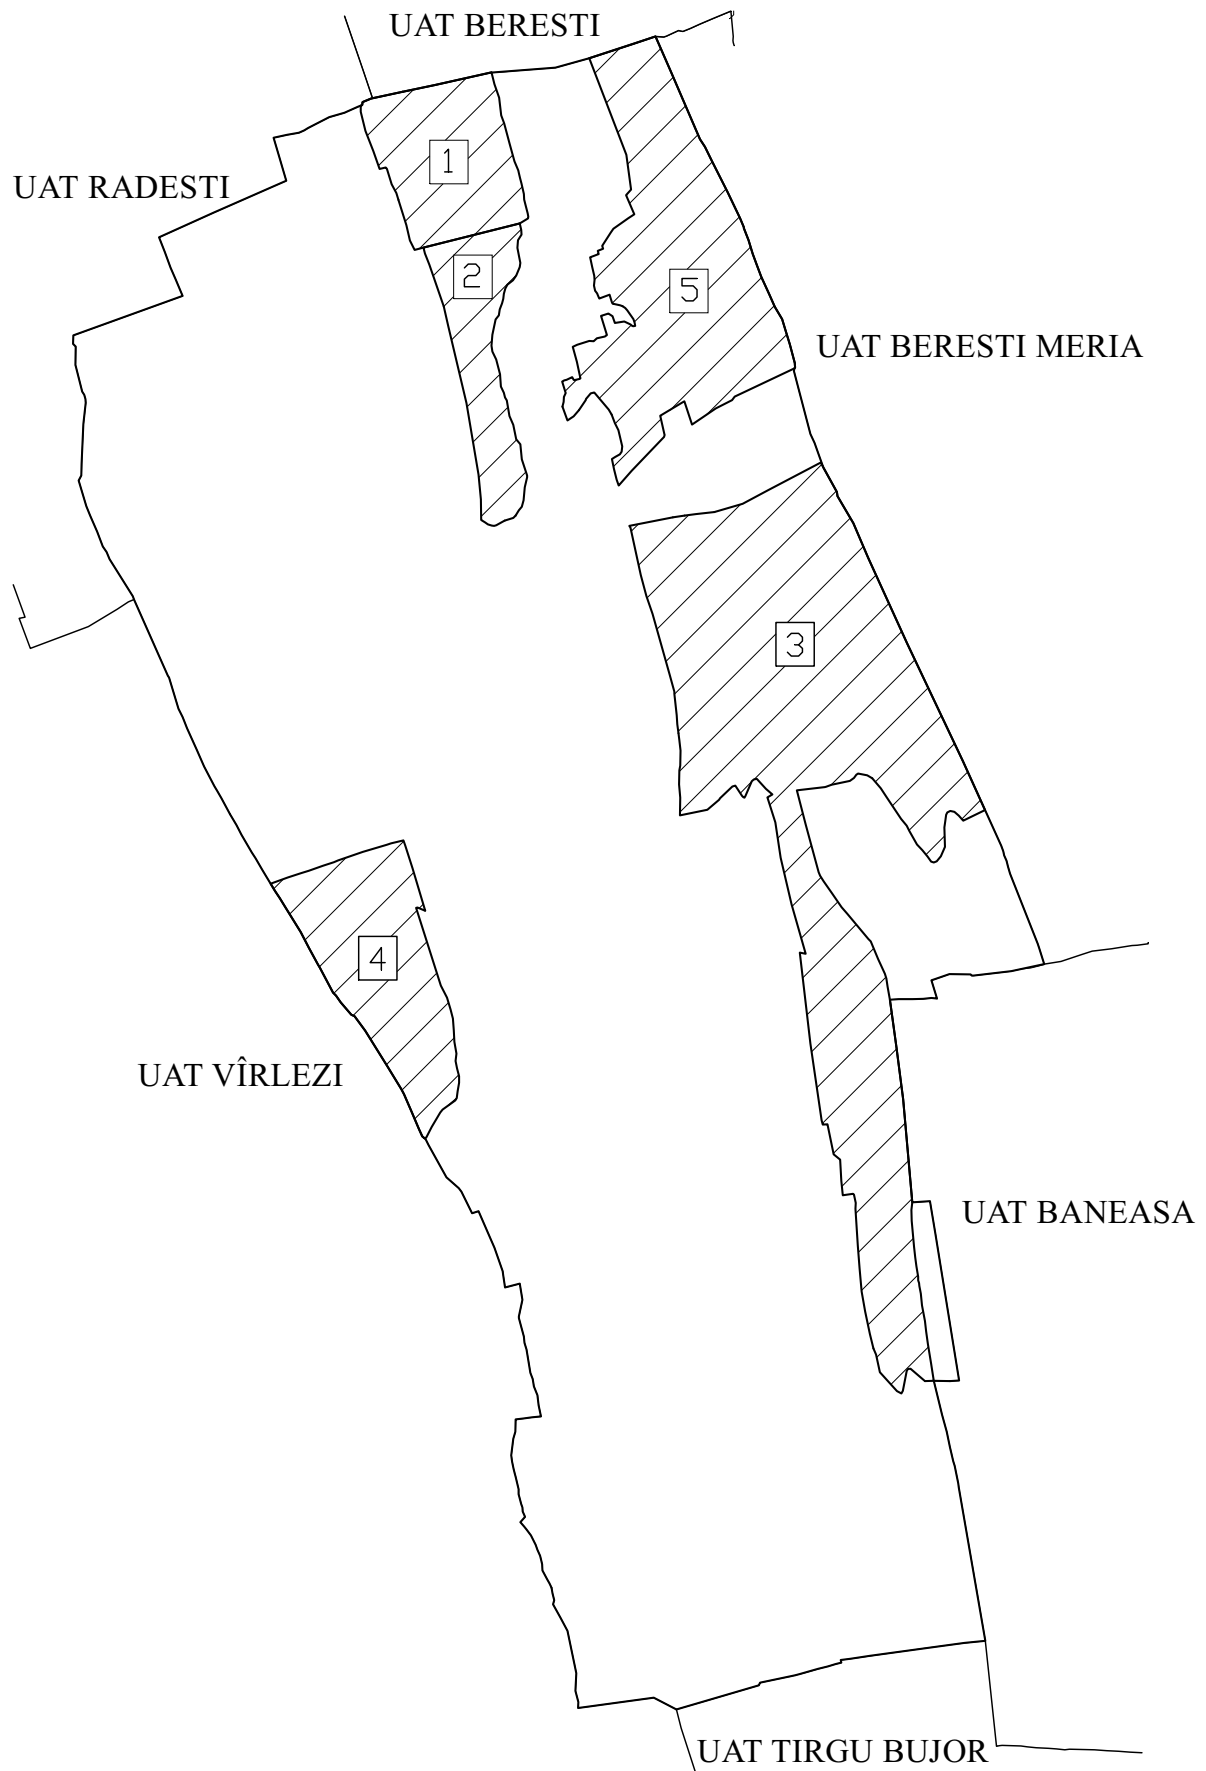 UAT BERESTI
1
UAT RADESTI
2
5
UAT BERESTI MERIA
3
4
UAT VÎRLEZI
UAT BANEASA
UAT TIRGU BUJOR